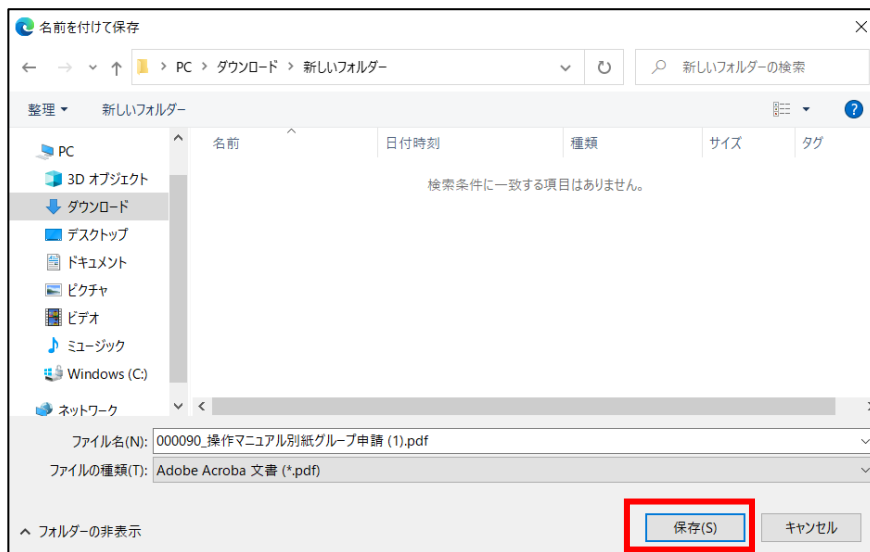 名前を付けて保存
PC > ダウンロード > 新しいフォルダー
新しいフォルダーの検索
整理 新しいフォルダー
名前 日付時刻 種類 サイズ タグ
検索条件に一致する項目はありません。
PC
3D オブジェクト
ダウンロード
デスクトップ
ドキュメント
ピクチャ
ビデオ
ミュージック
Windows (C:)
ネットワーク
ファイル名(N): 000090_操作マニュアル別紙グループ申請 (1).pdf
ファイルの種類(T): Adobe Acroba 文書 (*.pdf)
フォルダーの非表示 保存(S) キャンセル